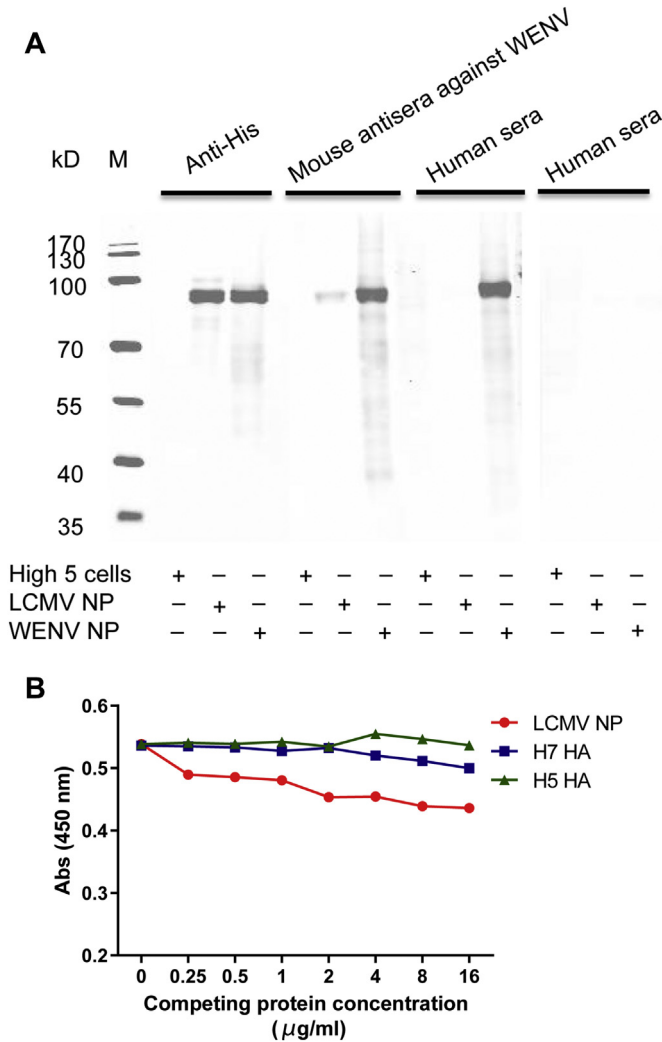 A
kD
M
Anti-His
Mouse antisera against WENV
Human sera
Human sera
170
130
100
70
55
40
35
High 5 cells + – – + – – + – – + – –
LCMV NP – + – – + – – + – – + –
WENV NP – – + – – + – – + – – +
B
0.6
0.5
0.4
0.3
0.2
Abs (450 nm)
LCMV NP
H7 HA
H5 HA
0 0.25 0.5 1 2 4 8 16
Competing protein concentration
(μg/ml)